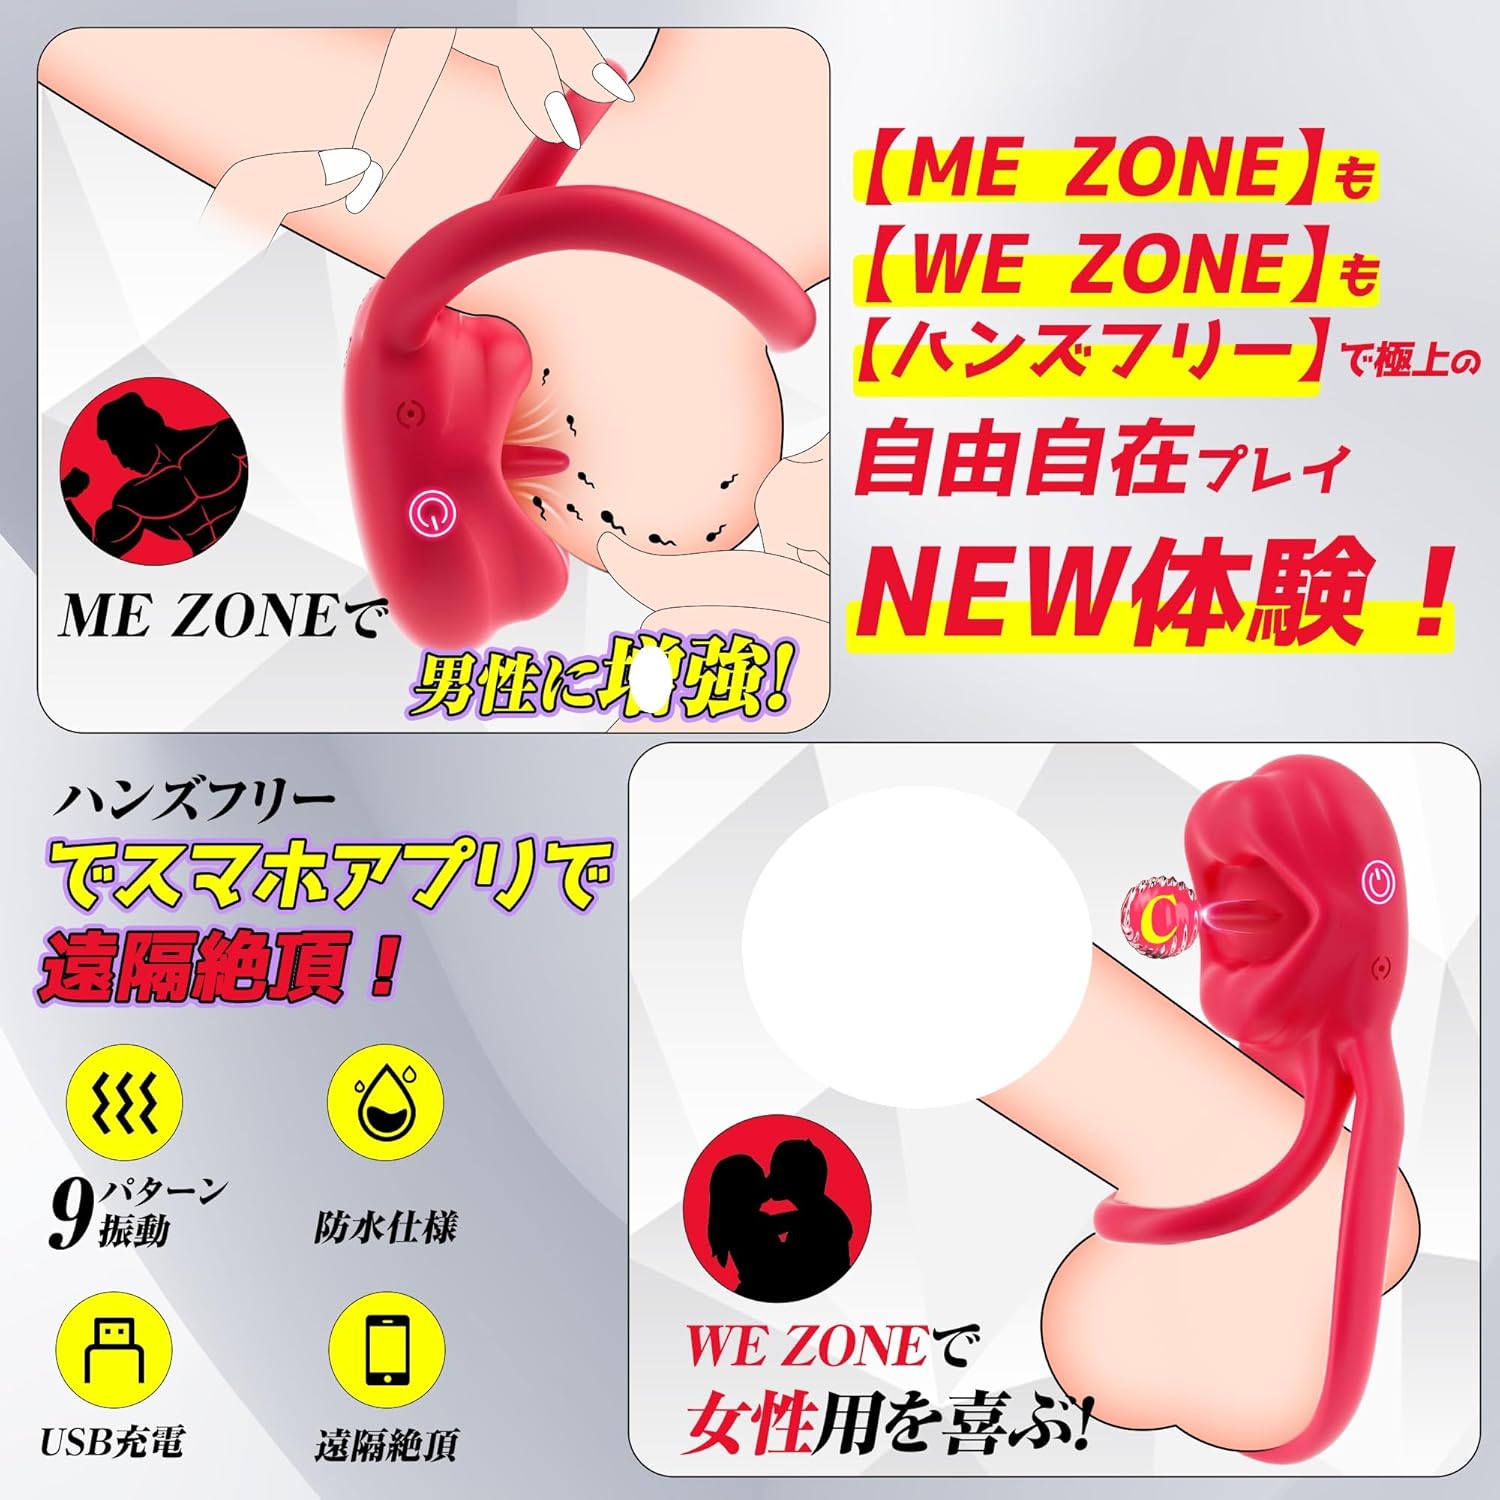 【ME ZONE】も
【WE ZONE】も
【ハンズフリー】で極上の
自由自在プレイ
NEW体験！
ME ZONEで
男性に増強!
ハンズフリー
でスマホアプリで
遠隔絶頂！
9パターン
振動
防水仕様
USB充電
遠隔絶頂
C
WE ZONEで
女性用を喜ぶ!